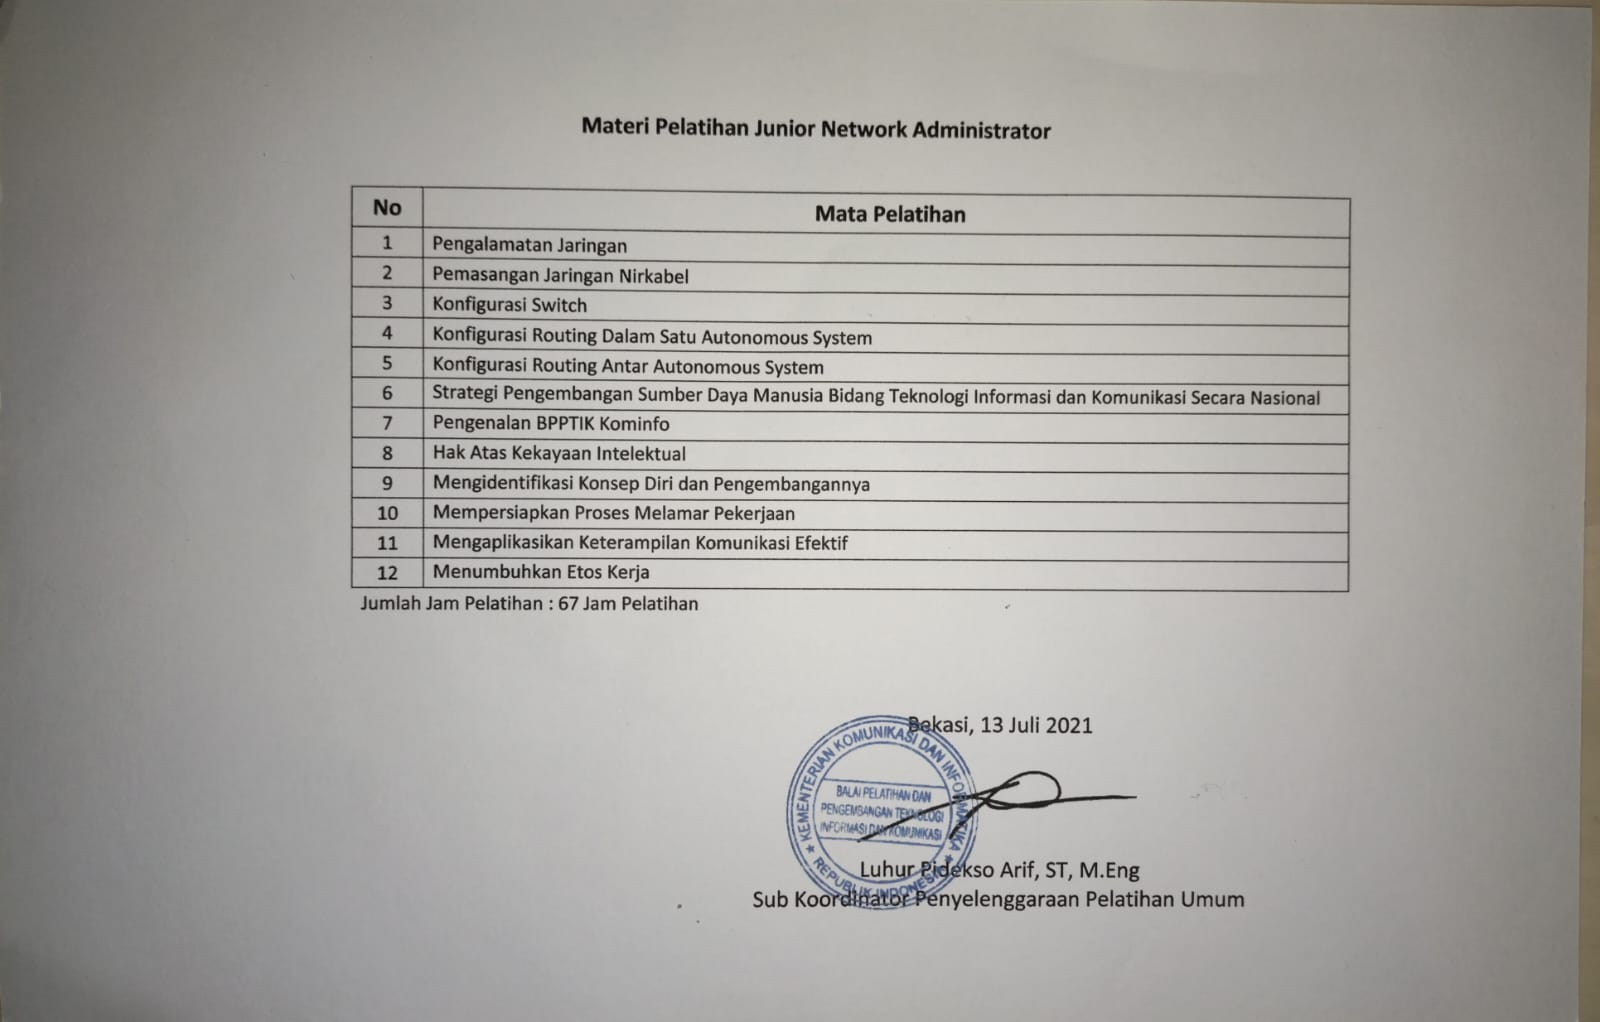 Materi Pelatihan Junior Network Administrator
No Mata Pelatihan
1 Pengalamatan Jaringan
2 Pemasangan Jaringan Nirkabel
3 Konfigurasi Switch
4 Konfigurasi Routing Dalam Satu Autonomous System
5 Konfigurasi Routing Antar Autonomous System
6 Strategi Pengembangan Sumber Daya Manusia Bidang Teknologi Informasi dan Komunikasi Secara Nasional
7 Pengenalan BPPTIK Kominfo
8 Hak Atas Kekayaan Intelektual
9 Mengidentifikasi Konsep Diri dan Pengembangannya
10 Mempersiapkan Proses Melamar Pekerjaan
11 Mengaplikasikan Keterampilan Komunikasi Efektif
12 Menumbuhkan Etos Kerja
Jumlah Jam Pelatihan : 67 Jam Pelatihan
Bekasi, 13 Juli 2021
KEMENTERIAN KOMUNIKASI DAN INFORMATIKA
BALAI PELATIHAN DAN
PENGEMBANGAN TEKNOLOGI
INFORMASI DAN KOMUNIKASI
REPUBLIK INDONESIA
Luhur Pidekso Arif, ST, M.Eng
Sub Koordinator Penyelenggaraan Pelatihan Umum